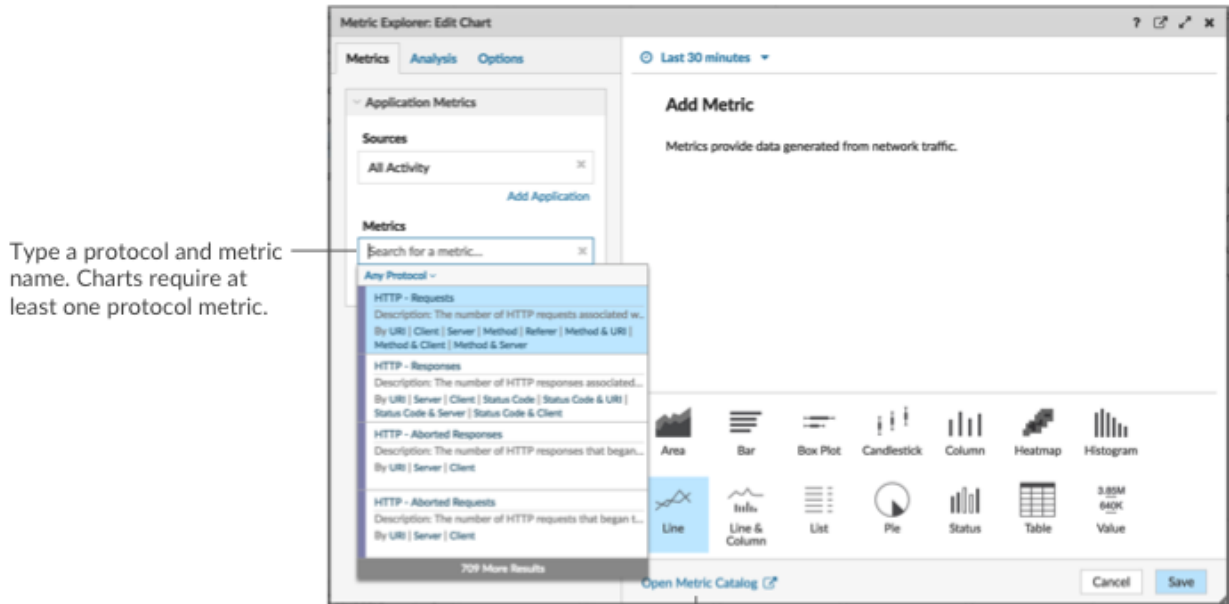 Metric Explorer: Edit Chart
?
Metrics Analysis Options
Last 30 minutes
Application Metrics
Add Metric
Metrics provide data generated from network traffic.
Sources
All Activity
Add Application
Metrics
Type a protocol and metric
name. Charts require at
least one protocol metric.
Search for a metric...
Any Protocol
HTTP - Requests
Description: The number of HTTP requests associated w...
By URI | Client | Server | Method | Referer | Method & URI |
Method & Client | Method & Server
HTTP - Responses
Description: The number of HTTP responses associated...
By URI | Server | Client | Status Code | Status Code & URI |
Status Code & Server | Status Code & Client
HTTP - Aborted Responses
Description: The number of HTTP responses that began...
By URI | Server | Client
HTTP - Aborted Requests
Description: The number of HTTP requests that began t...
By URI | Server | Client
709 More Results
Area Bar Box Plot Candlestick Column Heatmap Histogram
3.85M
640K
Line Line & Column List Pie Status Table Value
Open Metric Catalog
Cancel Save